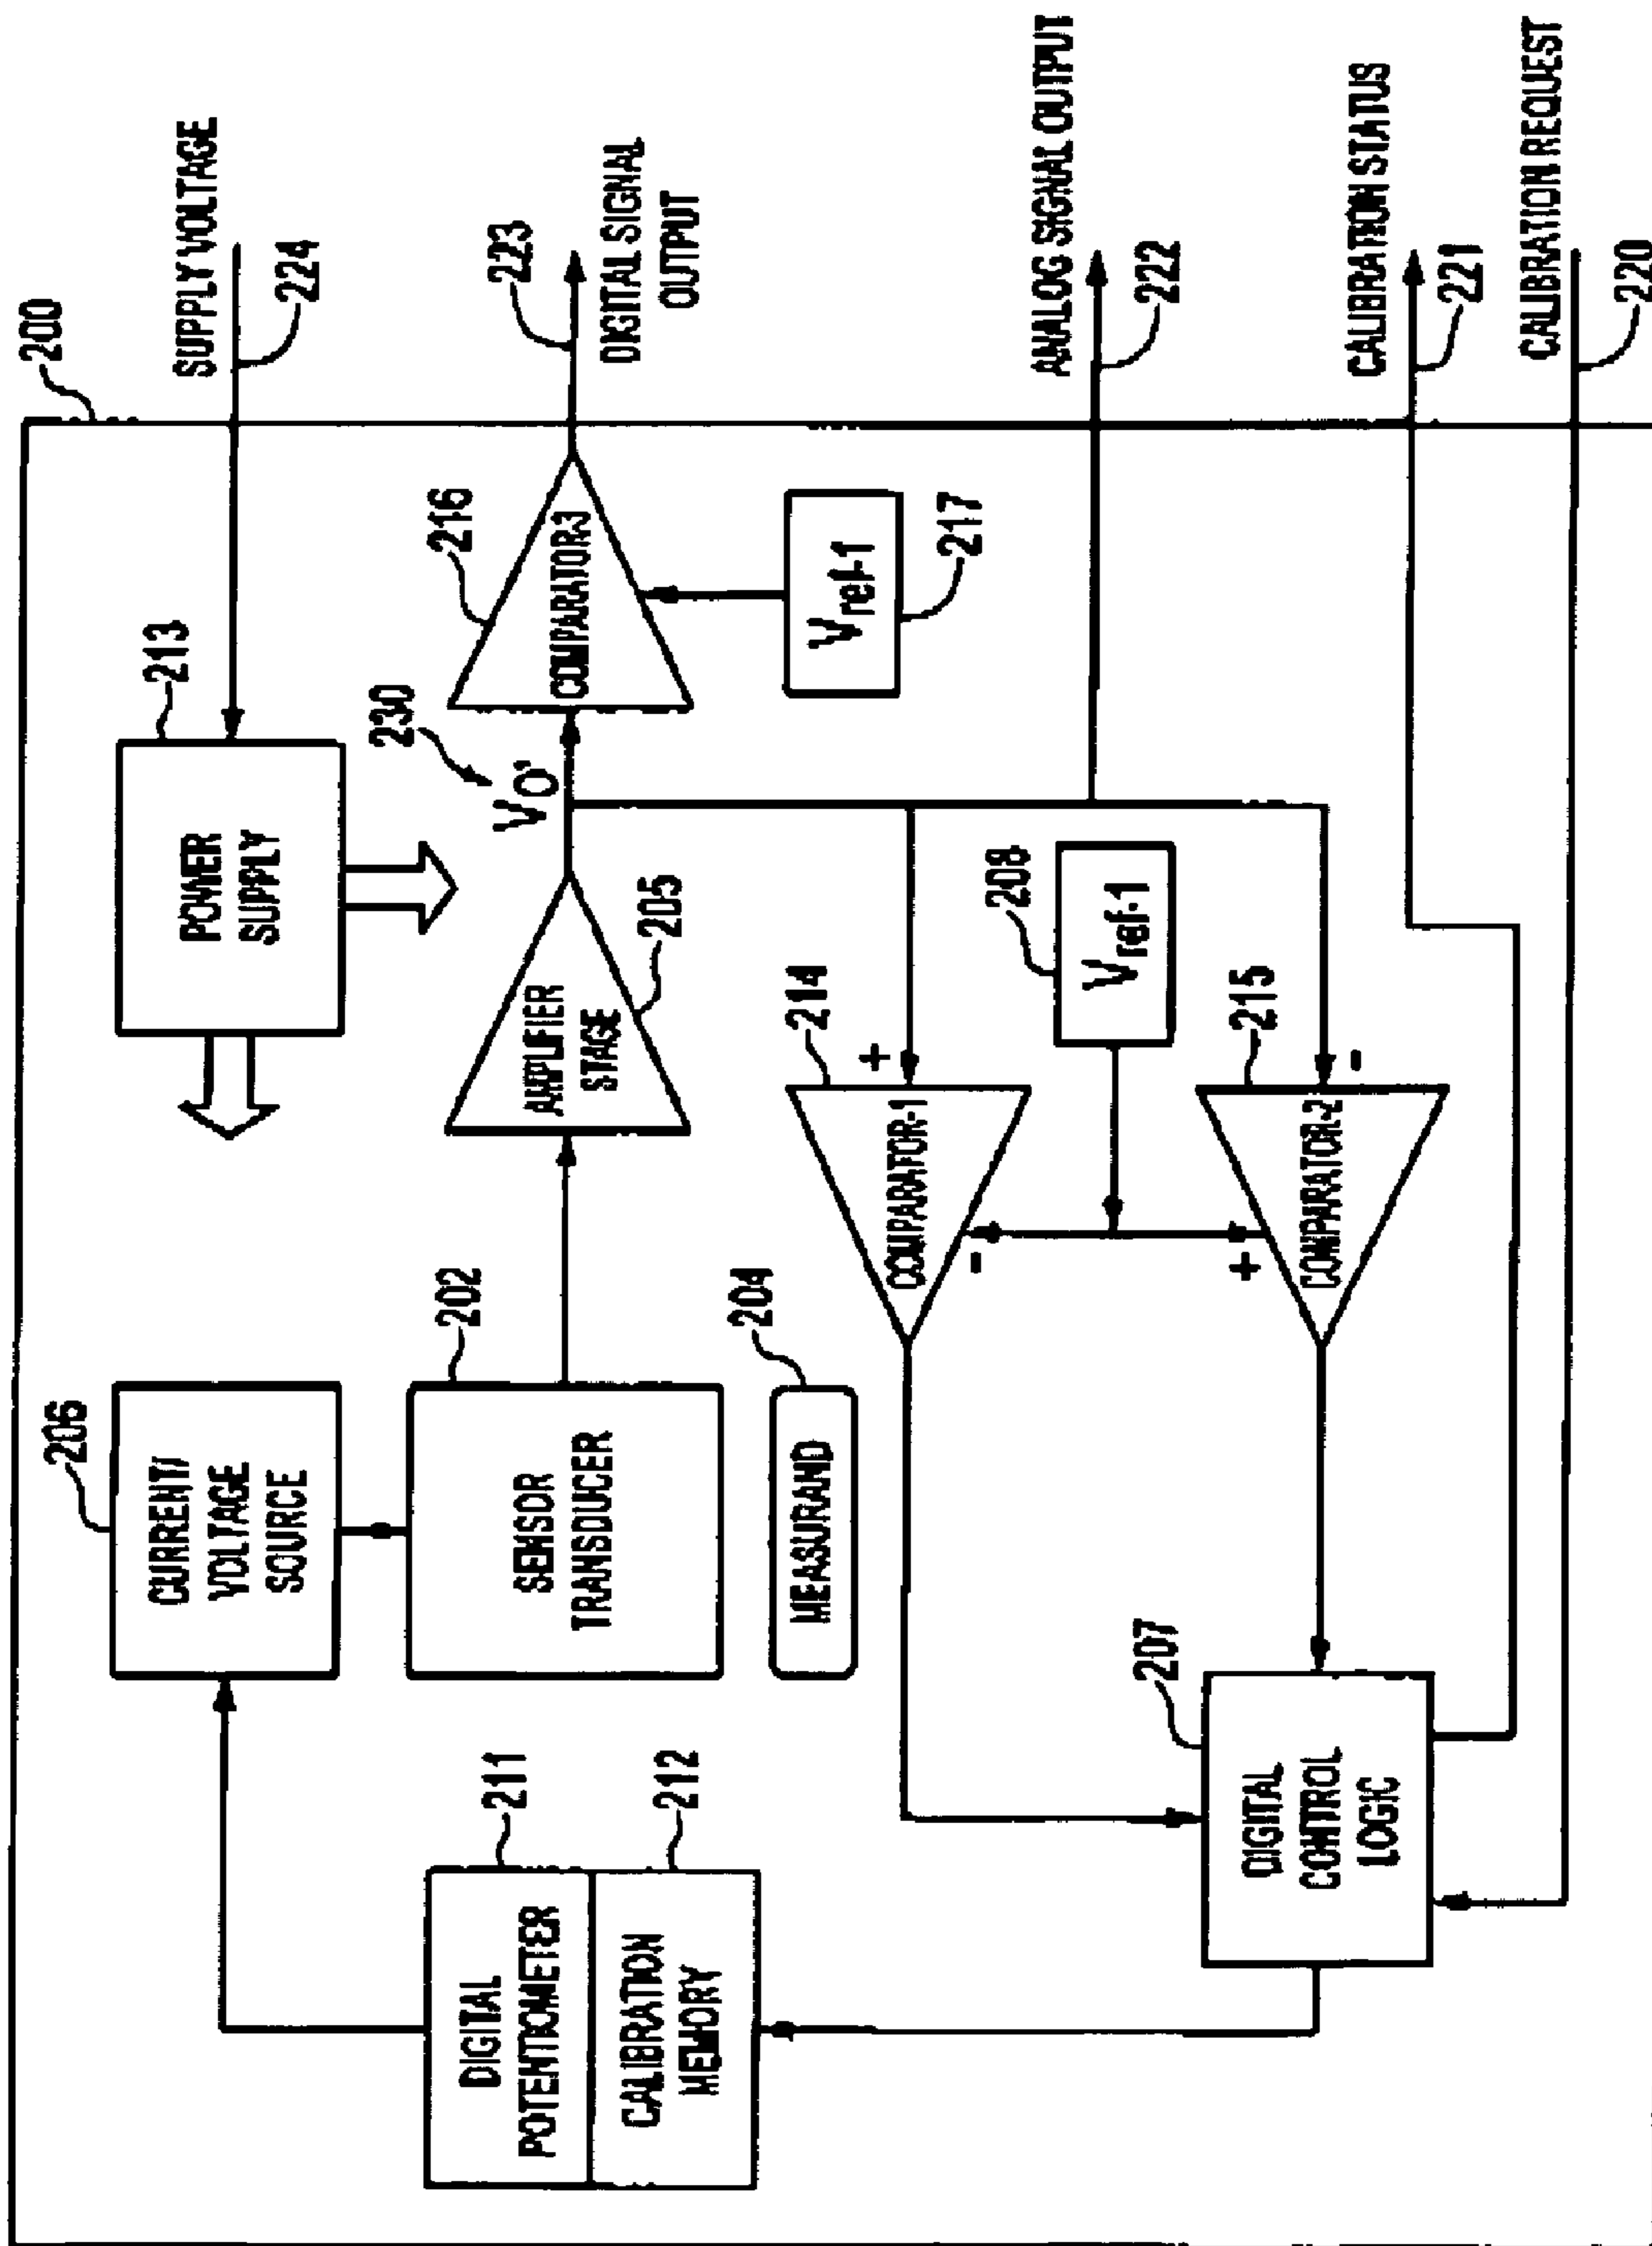 200
SUPPLY VOLTAGE
224
213
POWER
SUPPLY
206
CURRENT/
VOLTAGE
SOURCE
211
DIGITAL
POTENTIOMETER
212
CALIBRATION
MEMORY
202
SENSOR
TRANSDUCER
204
MEASURAND
AMPLIFIER
STAGE
205
230
VO'
216
COMPARATOR-3
Vref-1
217
223
DIGITAL SIGNAL
OUTPUT
214
+
COMPARATOR-1
-
208
Vref-1
215
-
COMPARATOR-2
+
207
DIGITAL
CONTROL
LOGIC
ANALOG SIGNAL OUTPUT
222
CALIBRATION STATUS
221
CALIBRATION REQUEST
220